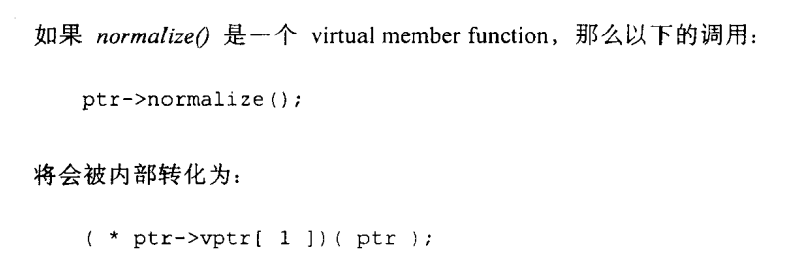 如果 normalize() 是一个 virtual member function，那么以下的调用：
ptr->normalize();
将会被内部转化为：
( * ptr->vptr[ 1 ])( ptr );